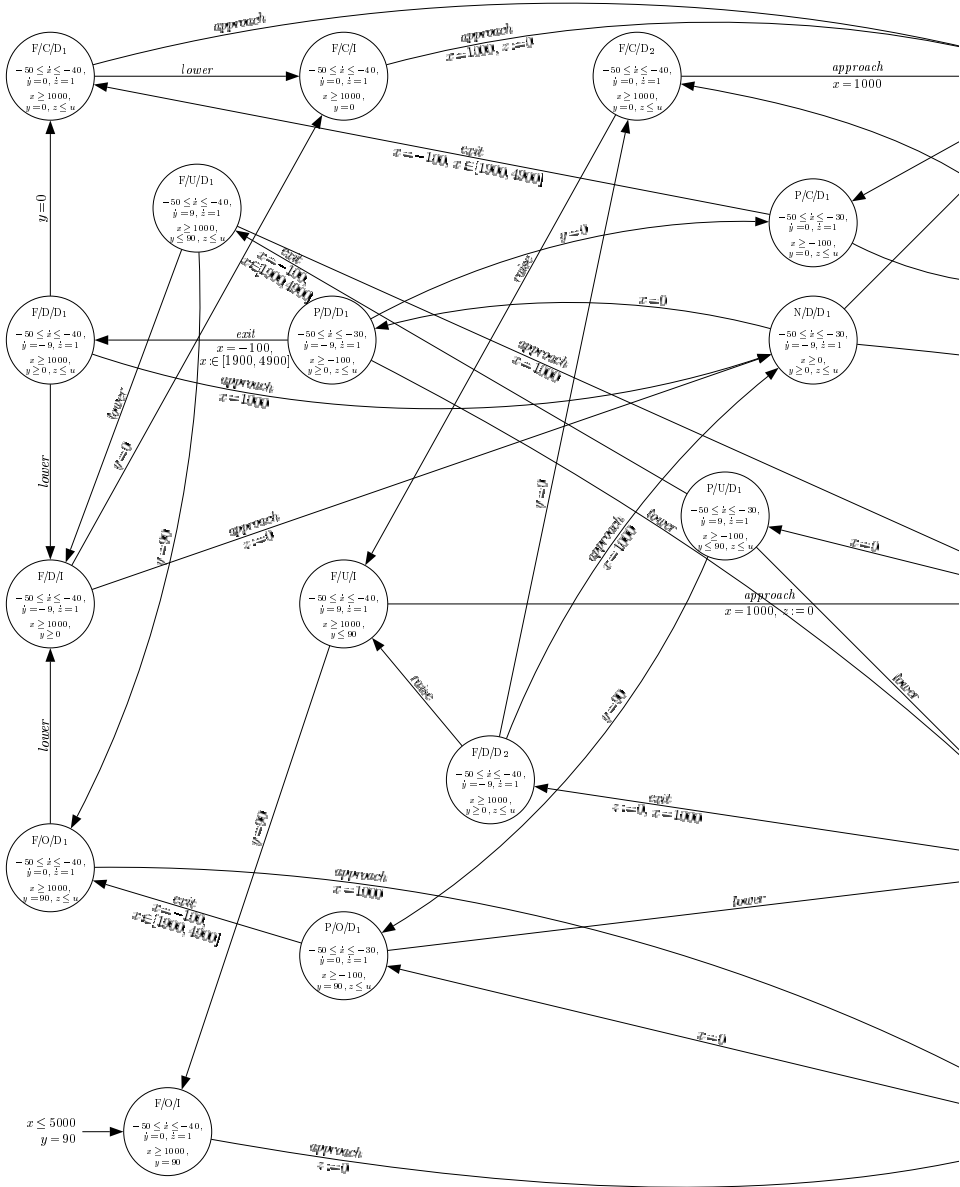 approach
F/C/D₁
−50 ≤ ẋ ≤ −40,
ẏ=0, ż=1
x ≥ 1000,
y=0, z ≤ u
lower
F/C/I
−50 ≤ ẋ ≤ −40,
ẏ=0, ż=1
x ≥ 1000,
y=0
approach
x = 1000, z := 0
F/C/D₂
−50 ≤ ẋ ≤ −40,
ẏ=0, ż=1
x ≥ 1000,
y=0, z ≤ u
approach
x = 1000
exit
x = −100, x :∈ [1900, 4900]
F/U/D₁
−50 ≤ ẋ ≤ −40,
ẏ=9, ż=1
x ≥ 1000,
y ≤ 90, z ≤ u
P/C/D₁
−50 ≤ ẋ ≤ −30,
ẏ=0, ż=1
x ≥ −100,
y=0, z ≤ u
y = 0
y = 0
exit
x = −100,
x :∈ [1900, 4900]
raise
x = 0
F/D/D₁
−50 ≤ ẋ ≤ −40,
ẏ=−9, ż=1
x ≥ 1000,
y ≥ 0, z ≤ u
exit
x = −100,
x :∈ [1900, 4900]
P/D/D₁
−50 ≤ ẋ ≤ −30,
ẏ=−9, ż=1
x ≥ −100,
y ≥ 0, z ≤ u
N/D/D₁
−50 ≤ ẋ ≤ −30,
ẏ=−9, ż=1
x ≥ 0,
y ≥ 0, z ≤ u
approach
x = 1000
approach
x = 1000
lower
y = 0
lower
approach
z := 0
y = 0
lower
P/U/D₁
−50 ≤ ẋ ≤ −30,
ẏ=9, ż=1
x ≥ −100,
y ≤ 90, z ≤ u
y = 90
approach
x = 1000
x = 0
F/D/I
−50 ≤ ẋ ≤ −40,
ẏ=−9, ż=1
x ≥ 1000,
y ≥ 0
F/U/I
−50 ≤ ẋ ≤ −40,
ẏ=9, ż=1
x ≥ 1000,
y ≤ 90
approach
x = 1000, z := 0
raise
lower
y = 90
lower
F/D/D₂
−50 ≤ ẋ ≤ −40,
ẏ=−9, ż=1
x ≥ 1000,
y ≥ 0, z ≤ u
exit
z := 0, x = 1000
y = 90
F/O/D₁
−50 ≤ ẋ ≤ −40,
ẏ=0, ż=1
x ≥ 1000,
y=90, z ≤ u
approach
x = 1000
exit
x = −100,
x :∈ [1900, 4900]
lower
P/O/D₁
−50 ≤ ẋ ≤ −30,
ẏ=0, ż=1
x ≥ −100,
y=90, z ≤ u
x = 0
x ≤ 5000
y = 90
F/O/I
−50 ≤ ẋ ≤ −40,
ẏ=0, ż=1
x ≥ 1000,
y=90
approach
z := 0